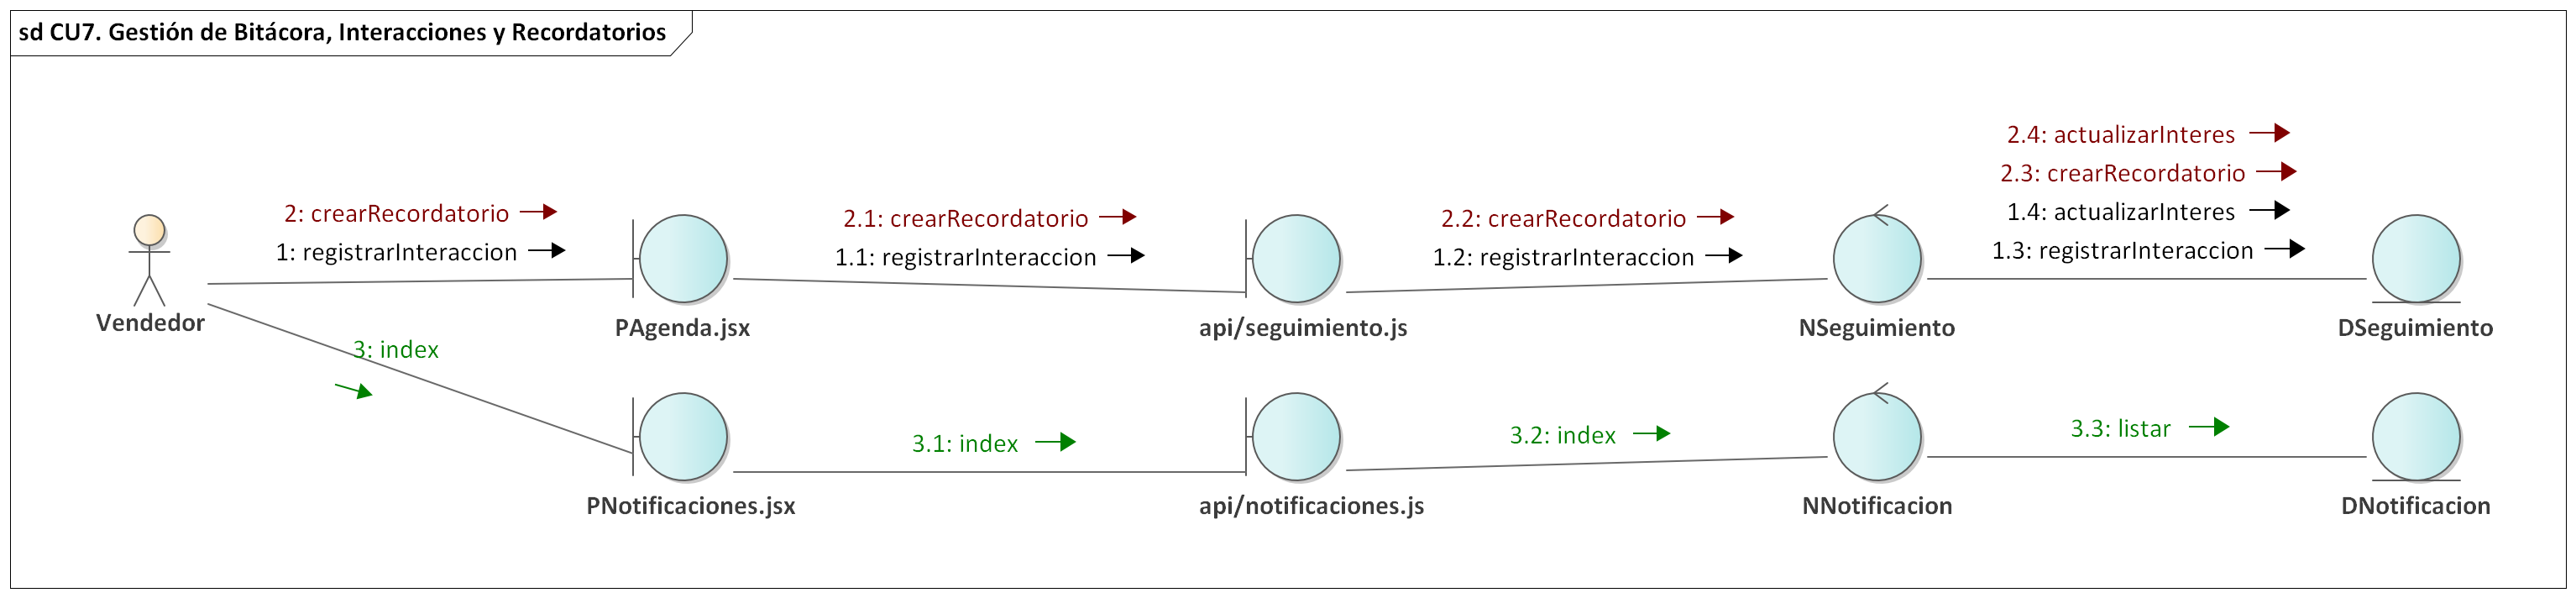 sd CU7. Gestión de Bitácora, Interacciones y Recordatorios
2: crearRecordatorio
1: registrarInteraccion
2.1: crearRecordatorio
1.1: registrarInteraccion
2.2: crearRecordatorio
1.2: registrarInteraccion
2.4: actualizarInteres
2.3: crearRecordatorio
1.4: actualizarInteres
1.3: registrarInteraccion
Vendedor
PAgenda.jsx
api/seguimiento.js
NSeguimiento
DSeguimiento
3: index
3.1: index
3.2: index
3.3: listar
PNotificaciones.jsx
api/notificaciones.js
NNotificacion
DNotificacion